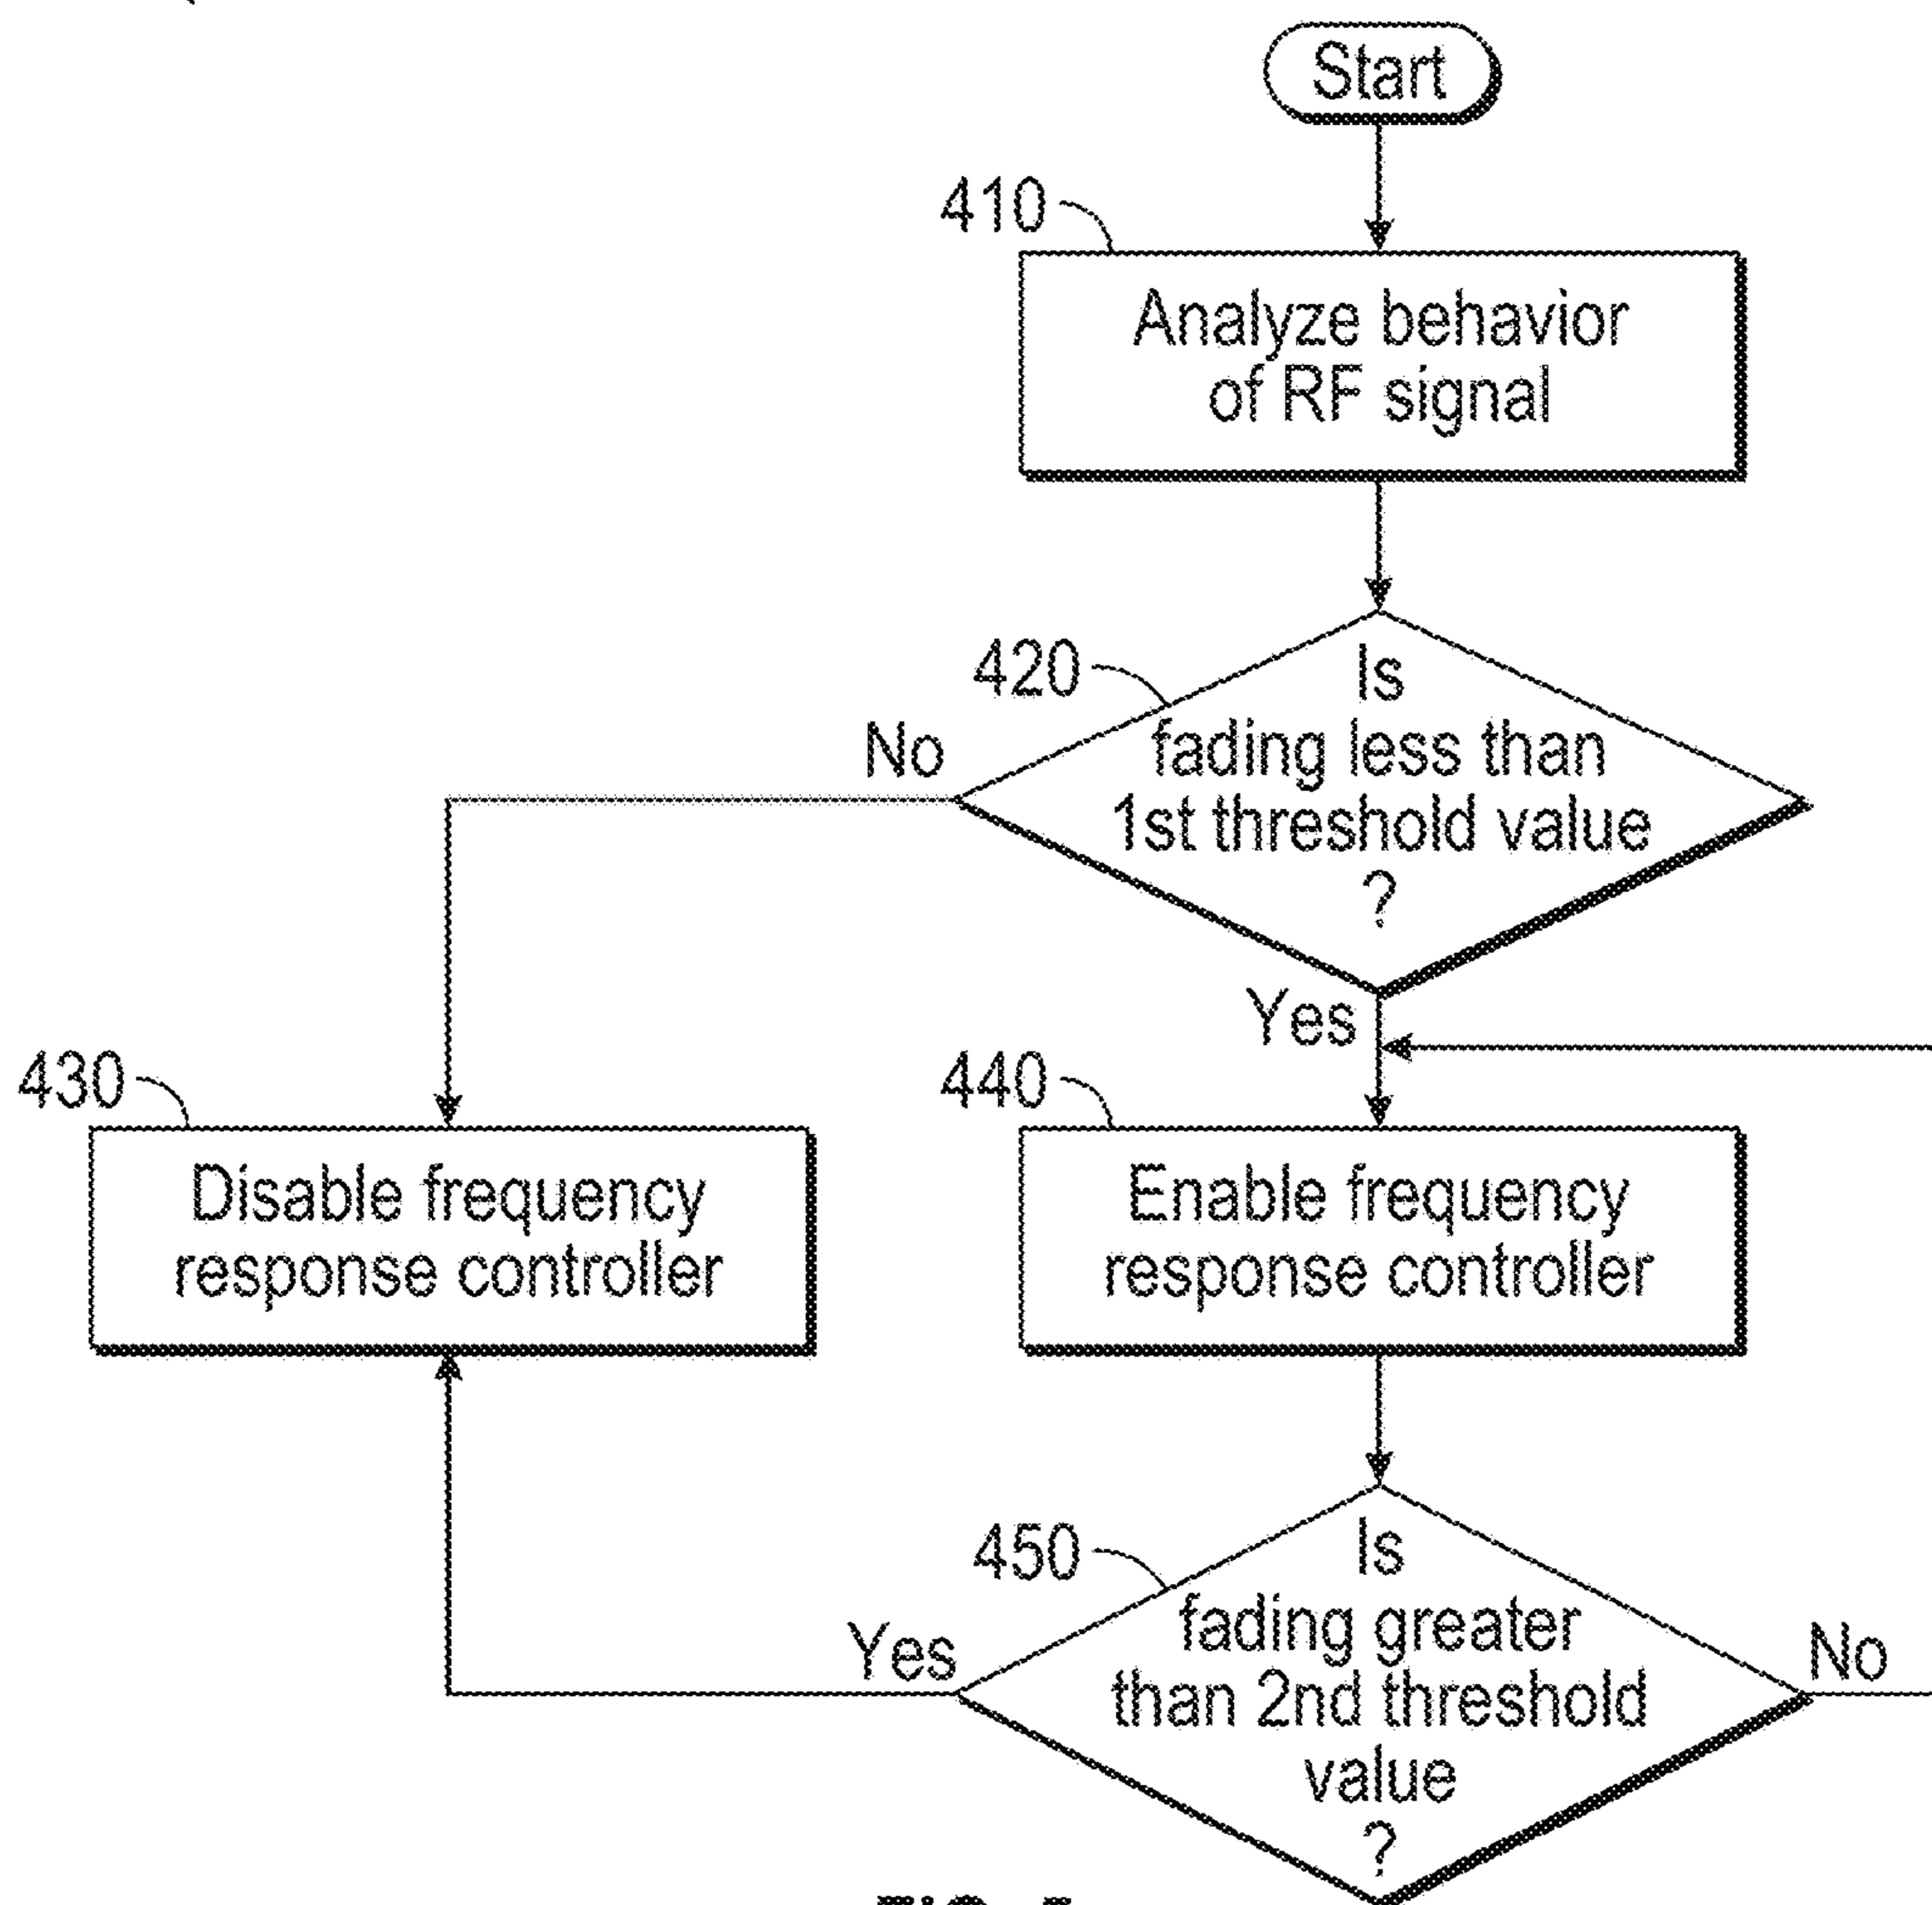 Start
410
Analyze behavior
of RF signal
420
Is
fading less than
1st threshold value
?
No
Yes
430
Disable frequency
response controller
440
Enable frequency
response controller
450
Is
fading greater
than 2nd threshold
value
?
Yes
No